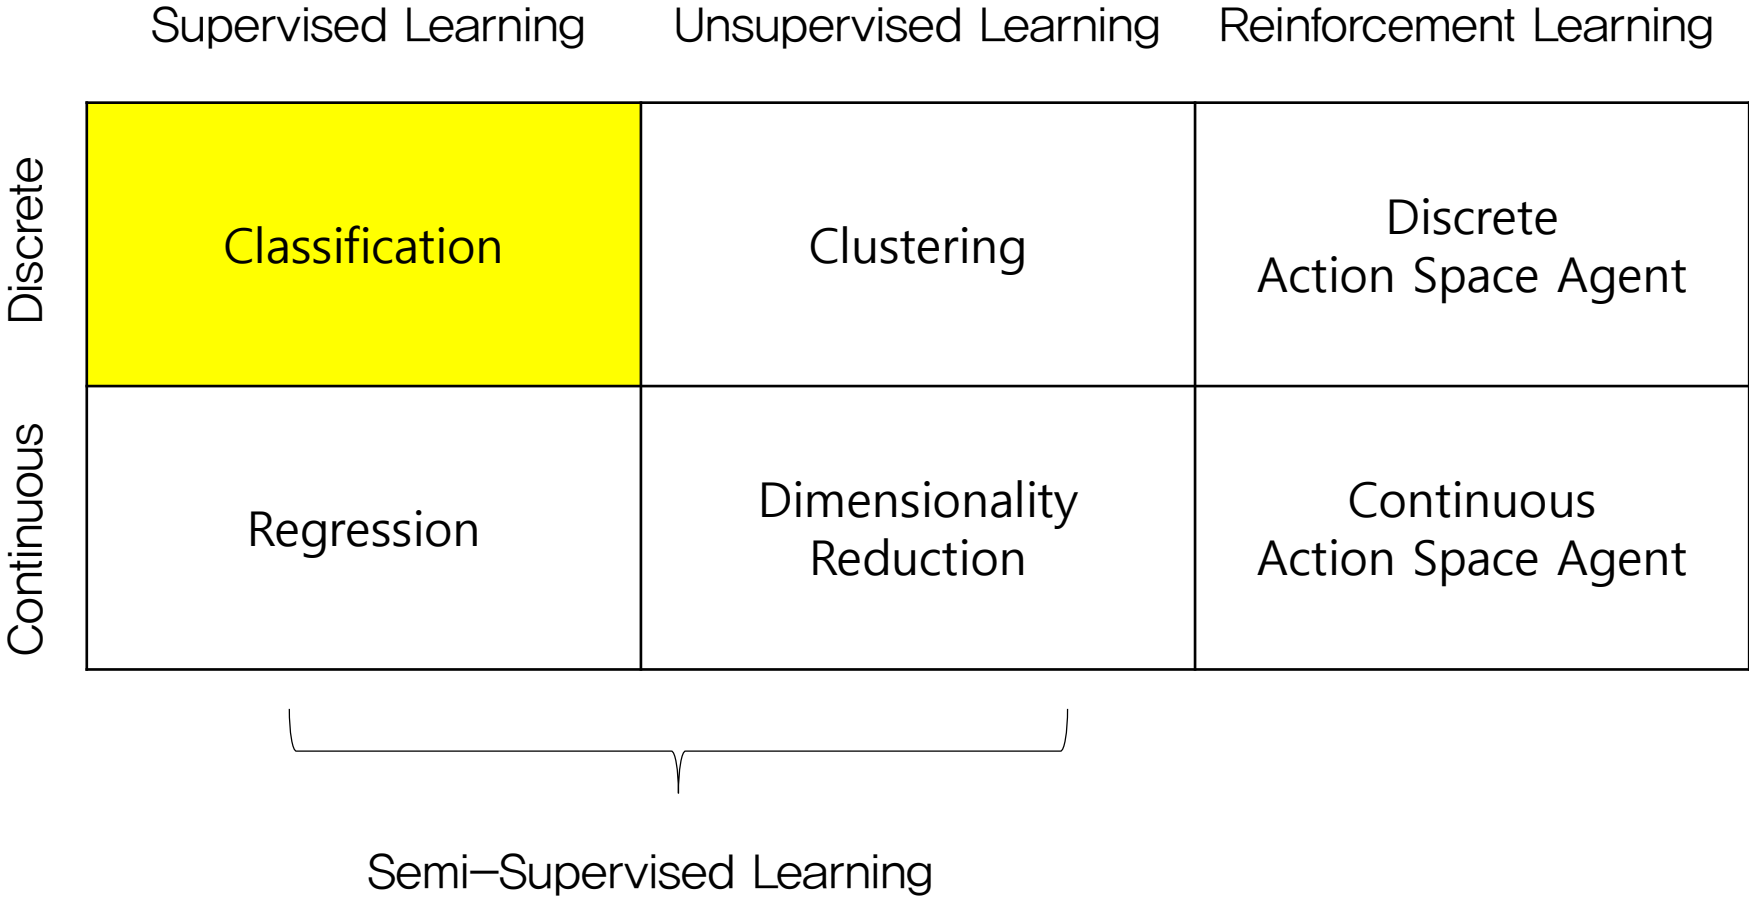 Supervised Learning
Unsupervised Learning
Reinforcement Learning
Discrete
Classification
Clustering
Discrete
Action Space Agent
Continuous
Regression
Dimensionality
Reduction
Continuous
Action Space Agent
Semi-Supervised Learning